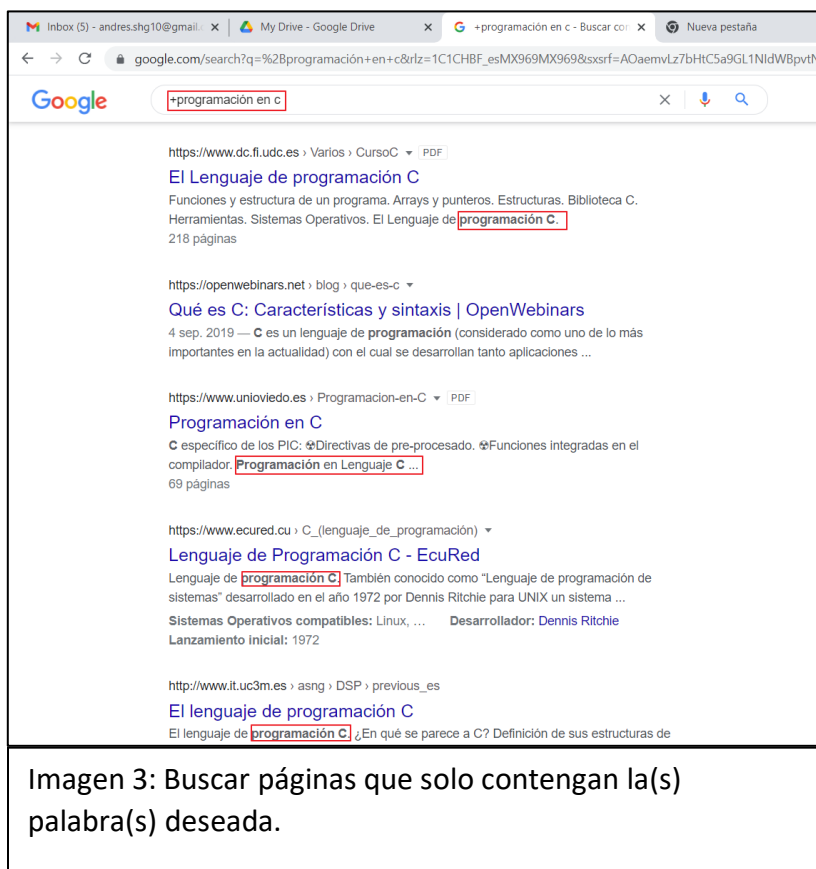 Inbox (5) - andres.shg10@gmail.c
My Drive - Google Drive
+programación en c - Buscar con
Nueva pestaña
google.com/search?q=%2Bprogramación+en+c&rlz=1C1CHBF_esMX969MX969&sxsrf=AOaemvLz7bHtC5a9GL1NIdWBpvtN
Google
+programación en c
https://www.dc.fi.udc.es › Varios › CursoC PDF
El Lenguaje de programación C
Funciones y estructura de un programa. Arrays y punteros. Estructuras. Biblioteca C.
Herramientas. Sistemas Operativos. El Lenguaje de programación C.
218 páginas
https://openwebinars.net › blog › que-es-c
Qué es C: Características y sintaxis | OpenWebinars
4 sep. 2019 — C es un lenguaje de programación (considerado como uno de lo más
importantes en la actualidad) con el cual se desarrollan tanto aplicaciones ...
https://www.unioviedo.es › Programacion-en-C PDF
Programación en C
C específico de los PIC: ☢Directivas de pre-procesado. ☢Funciones integradas en el
compilador. Programación en Lenguaje C ...
69 páginas
https://www.ecured.cu › C_(lenguaje_de_programación)
Lenguaje de Programación C - EcuRed
Lenguaje de programación C. También conocido como “Lenguaje de programación de
sistemas” desarrollado en el año 1972 por Dennis Ritchie para UNIX un sistema ...
Sistemas Operativos compatibles: Linux, … Desarrollador: Dennis Ritchie
Lanzamiento inicial: 1972
http://www.it.uc3m.es › asng › DSP › previous_es
El lenguaje de programación C
El lenguaje de programación C. ¿En qué se parece a C? Definición de sus estructuras de
Imagen 3: Buscar páginas que solo contengan la(s)
palabra(s) deseada.